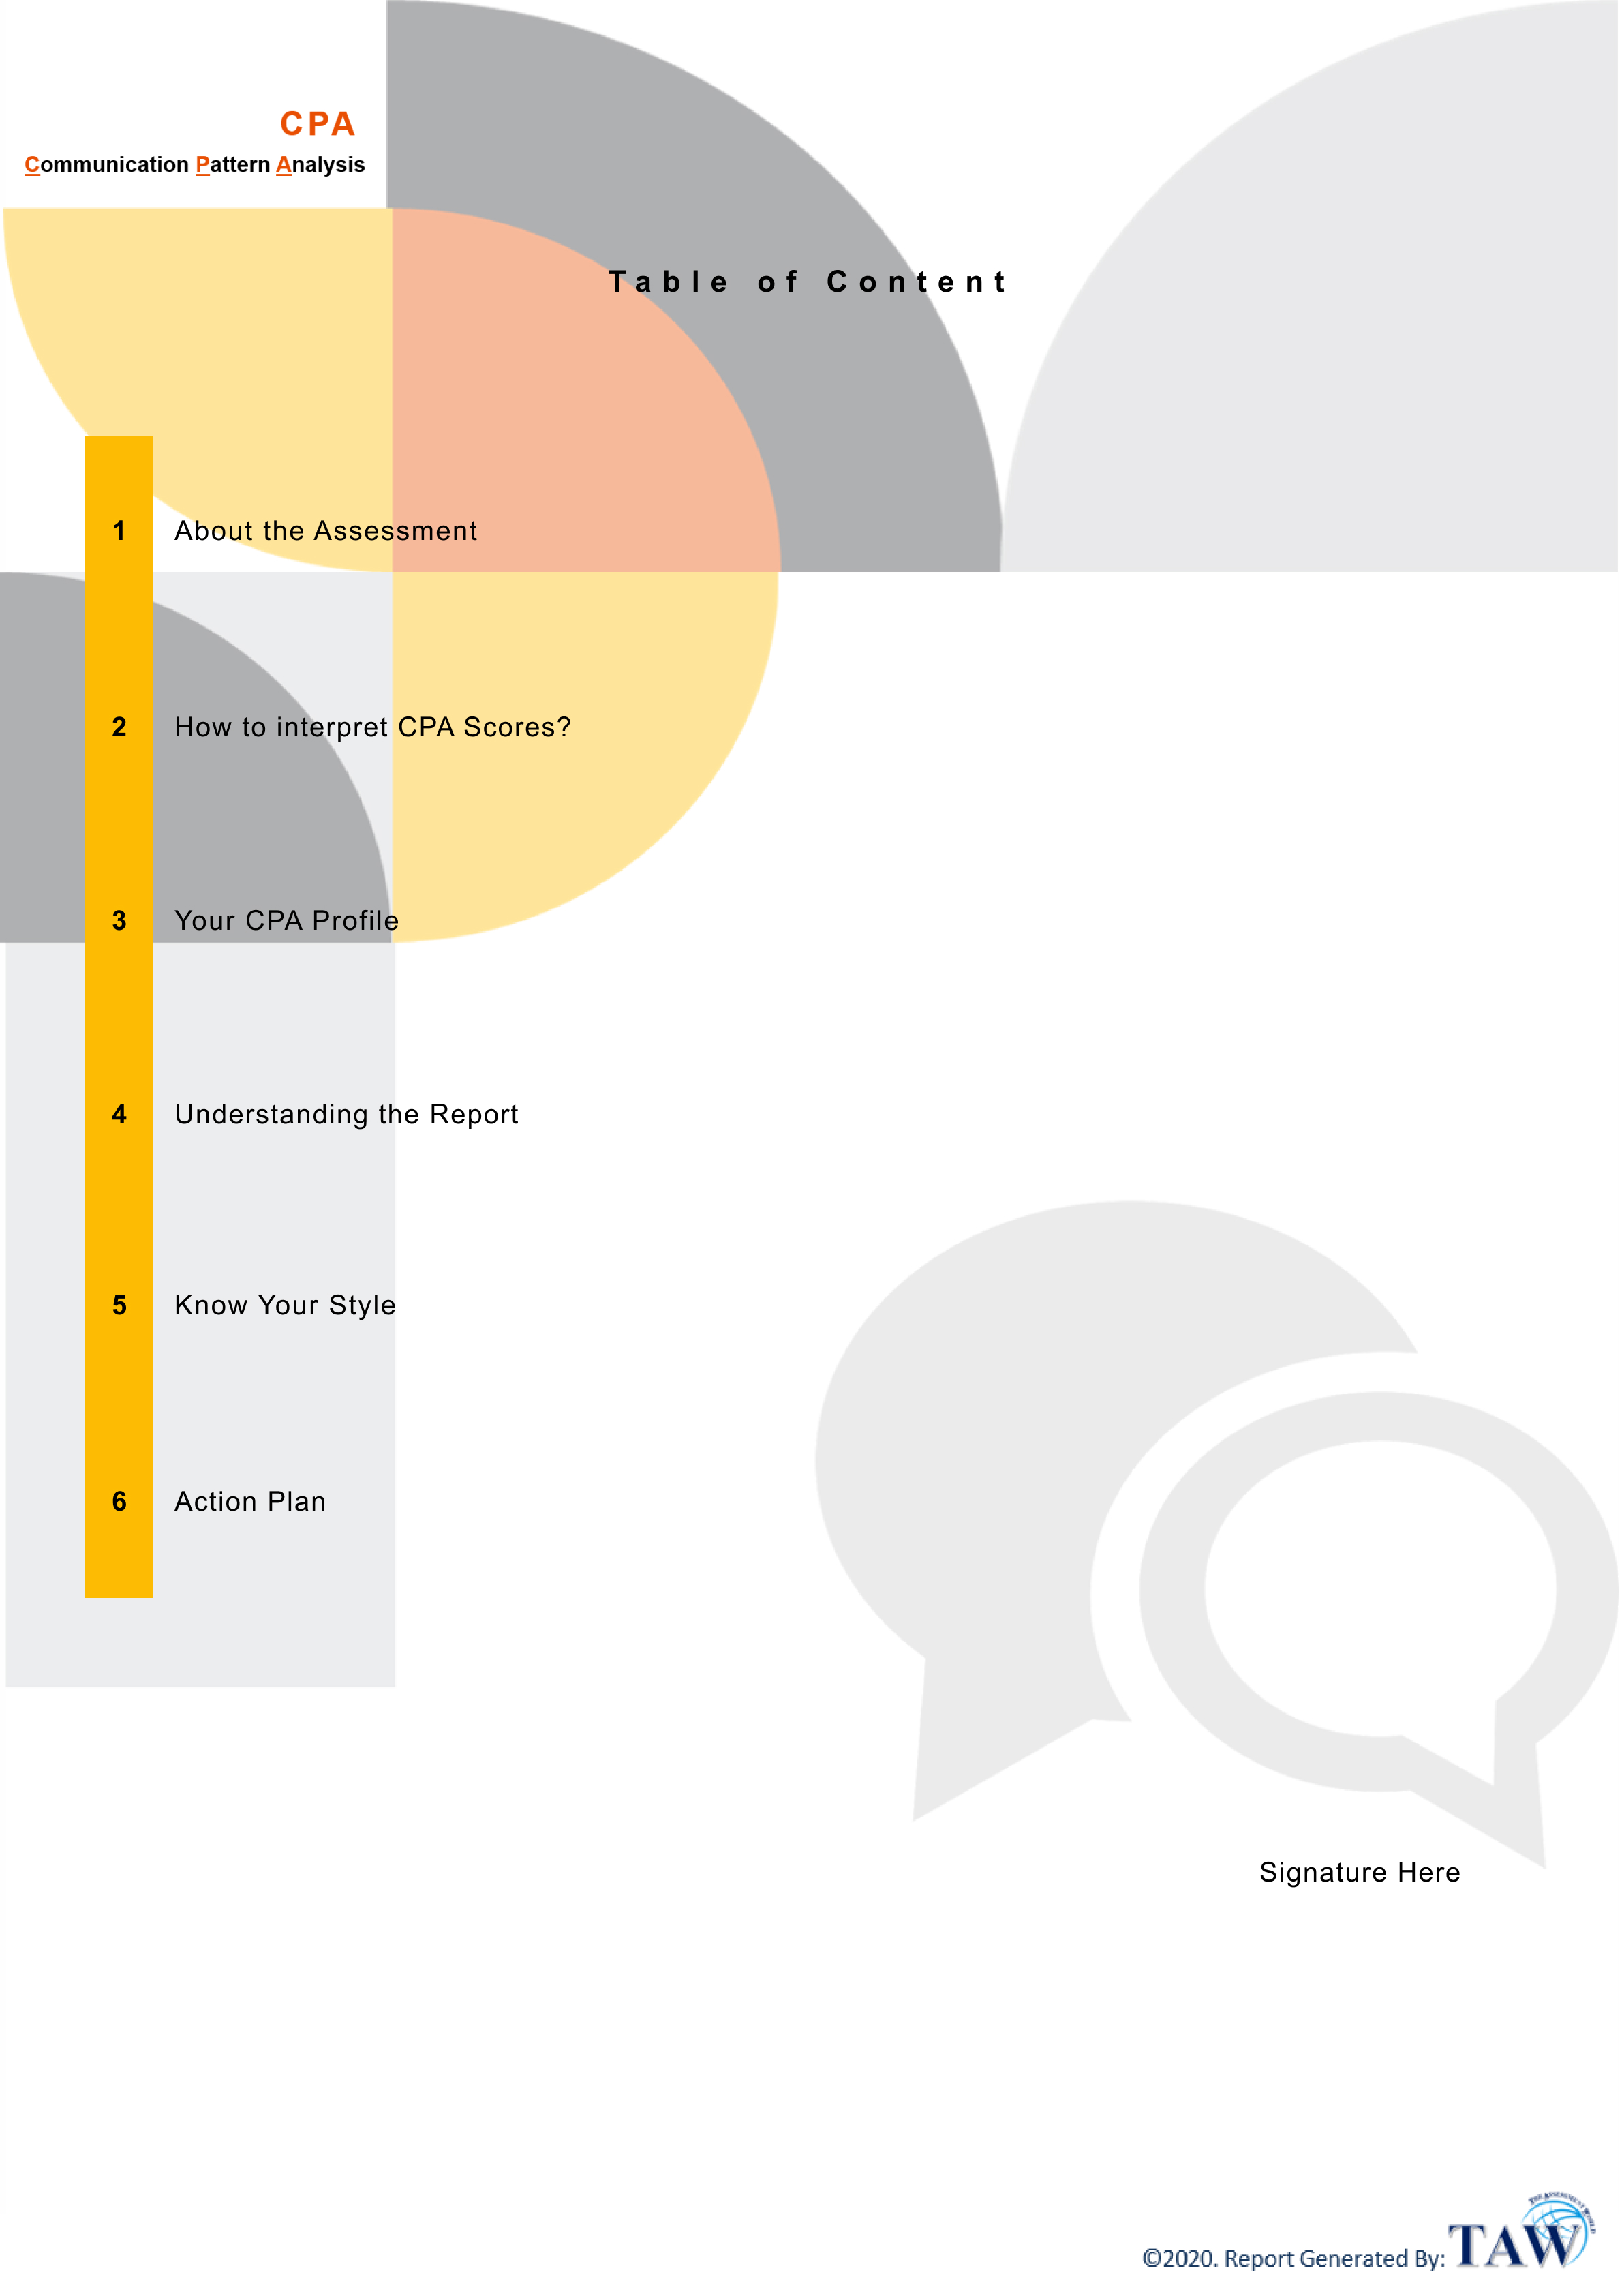 CPA
Communication Pattern Analysis
Table of Content
1 About the Assessment
2 How to interpret CPA Scores?
3 Your CPA Profile
4 Understanding the Report
5 Know Your Style
6 Action Plan
Signature Here
THE ASSESSMENT WORLD
©2020. Report Generated By: TAW